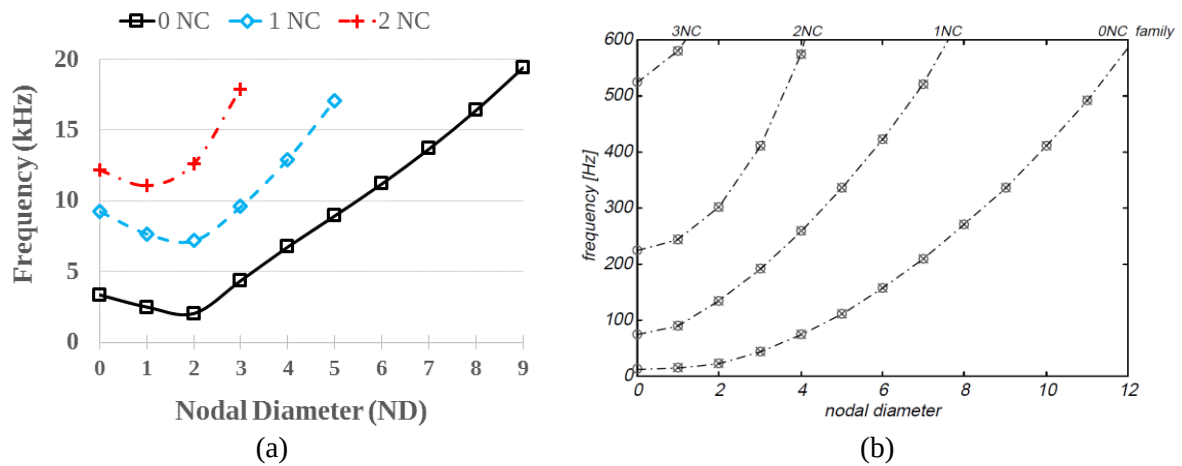 0 NC 1 NC 2 NC
Frequency (kHz)
20
15
10
5
0
0 1 2 3 4 5 6 7 8 9
Nodal Diameter (ND)
(a)
3NC 2NC 1NC 0NC family
frequency [Hz]
600
500
400
300
200
100
0
0 2 4 6 8 10 12
nodal diameter
(b)